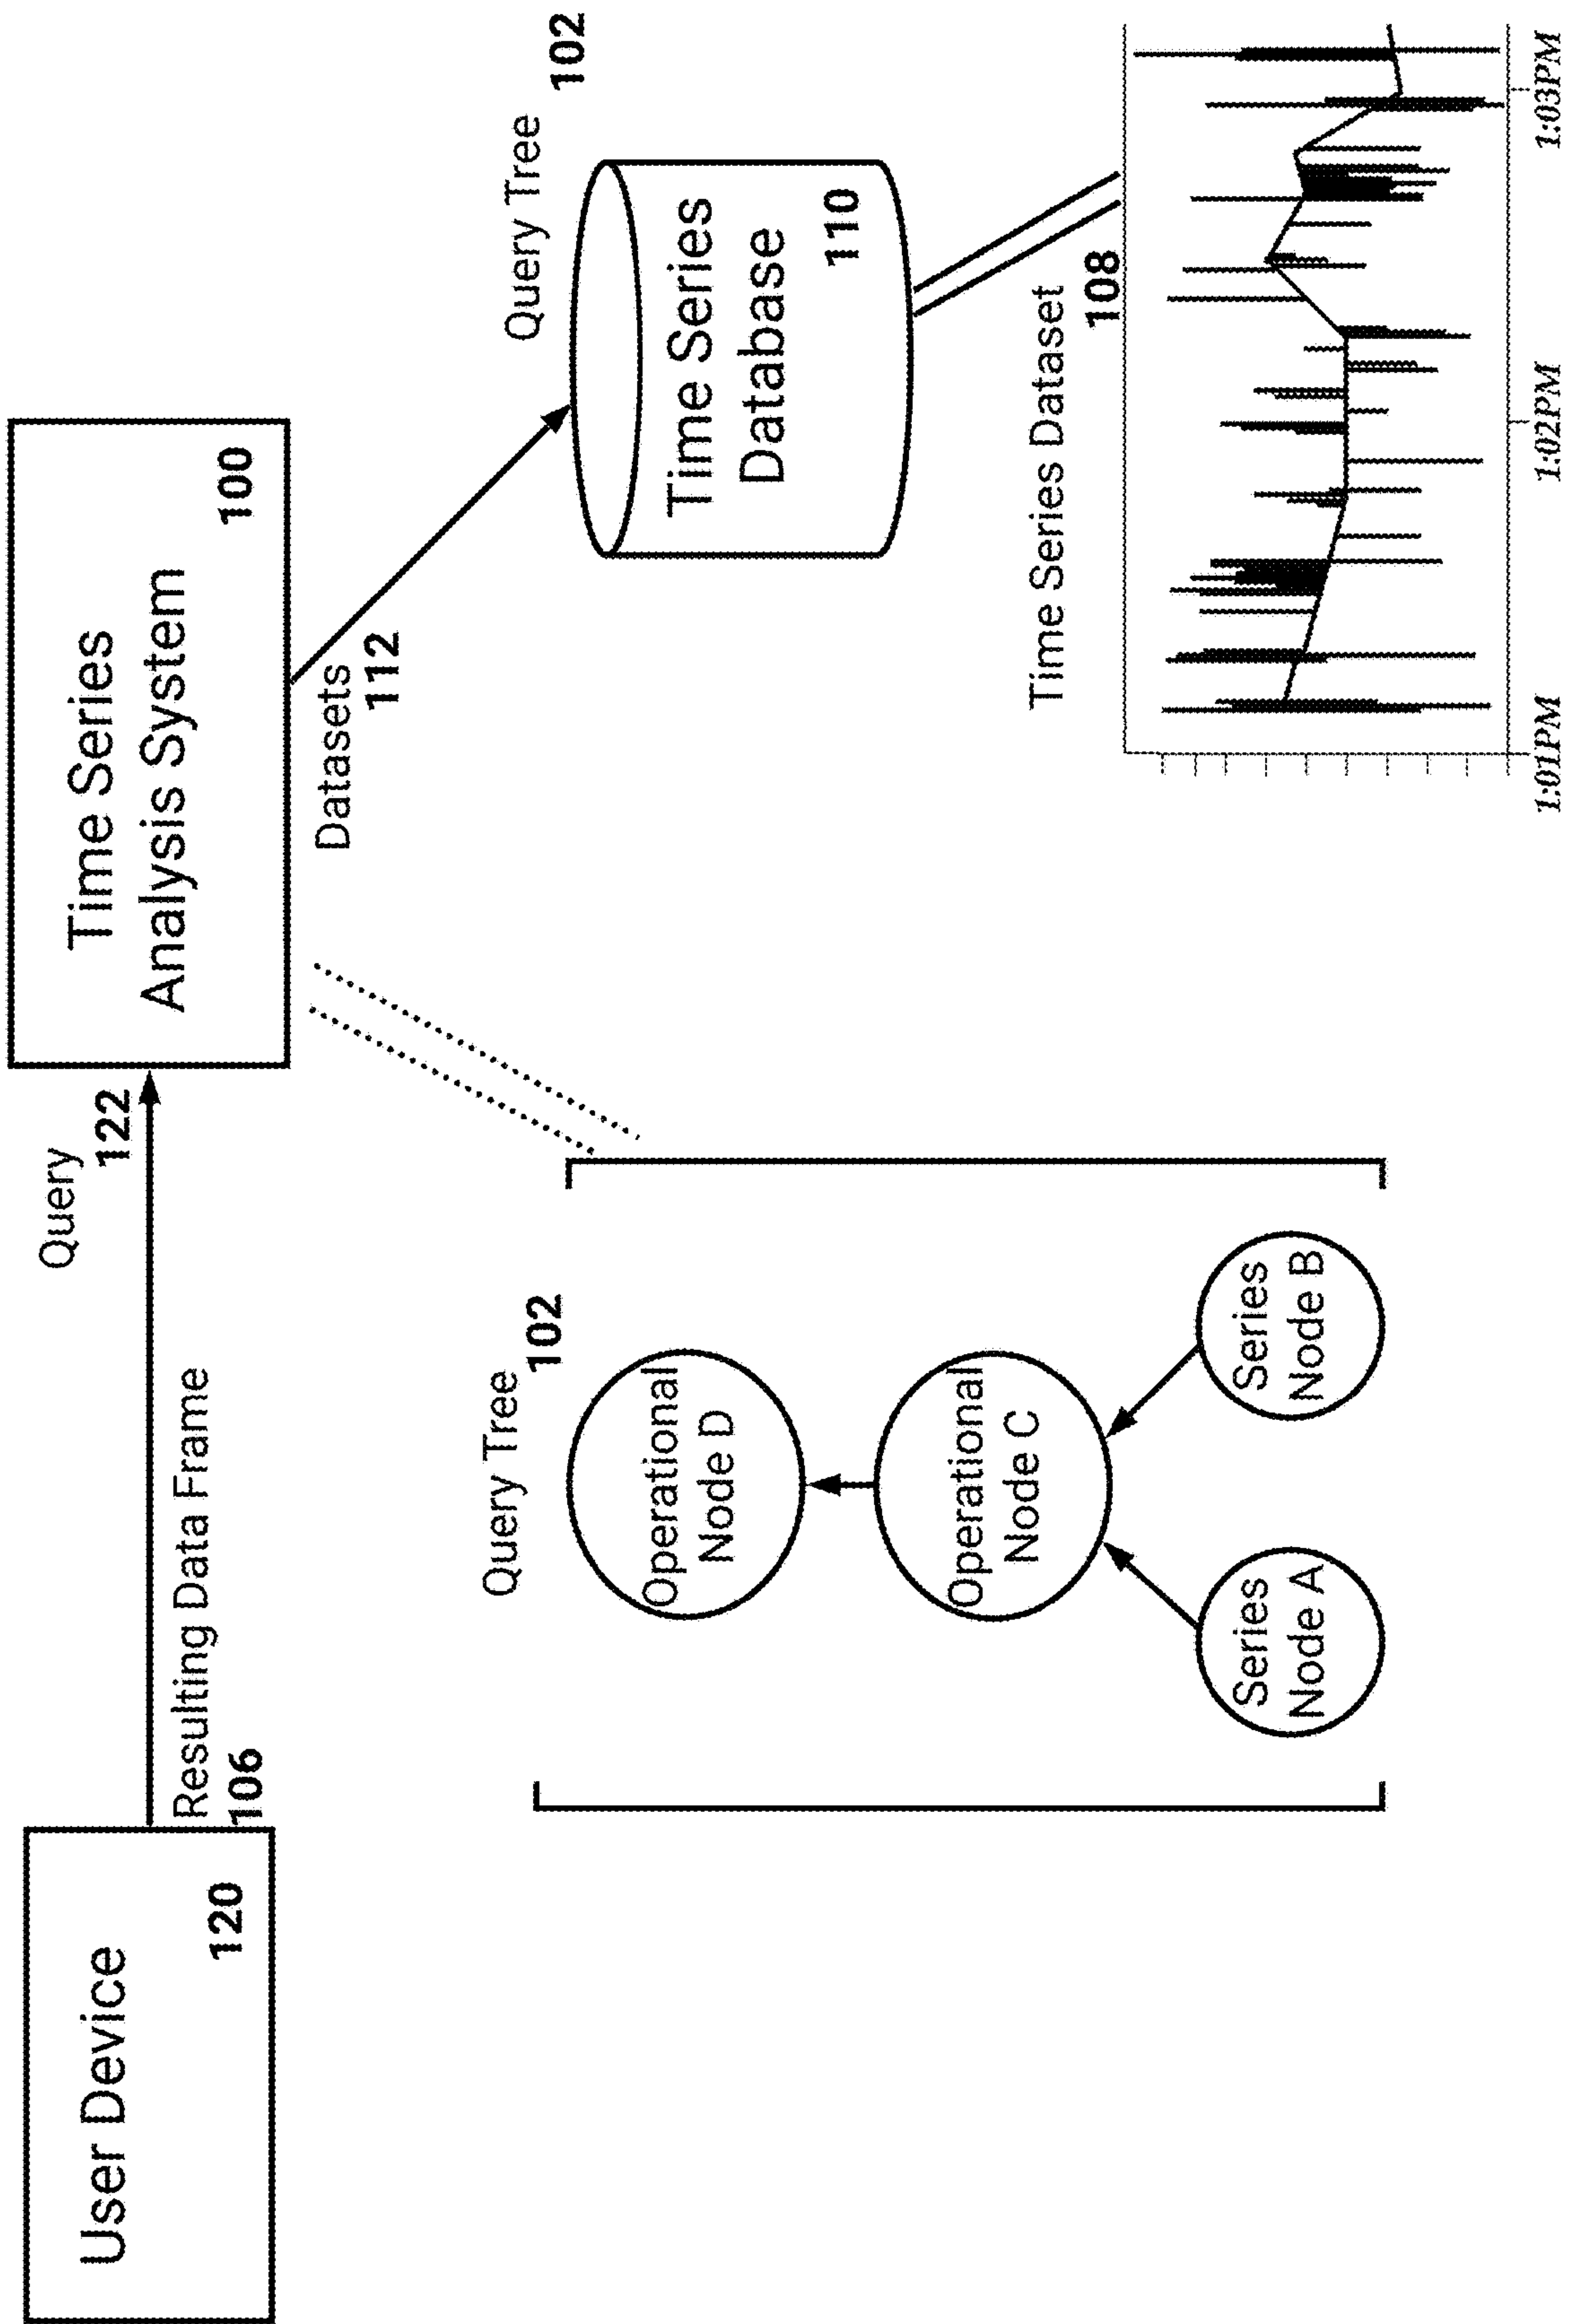 User Device
120
Query
122
Resulting Data Frame
106
Time Series
Analysis System
100
Datasets
112
Query Tree
102
Time Series
Database
110
Query Tree
102
Operational
Node D
Operational
Node C
Series
Node A
Series
Node B
Time Series Dataset
108
1:01PM
1:02PM
1:03PM